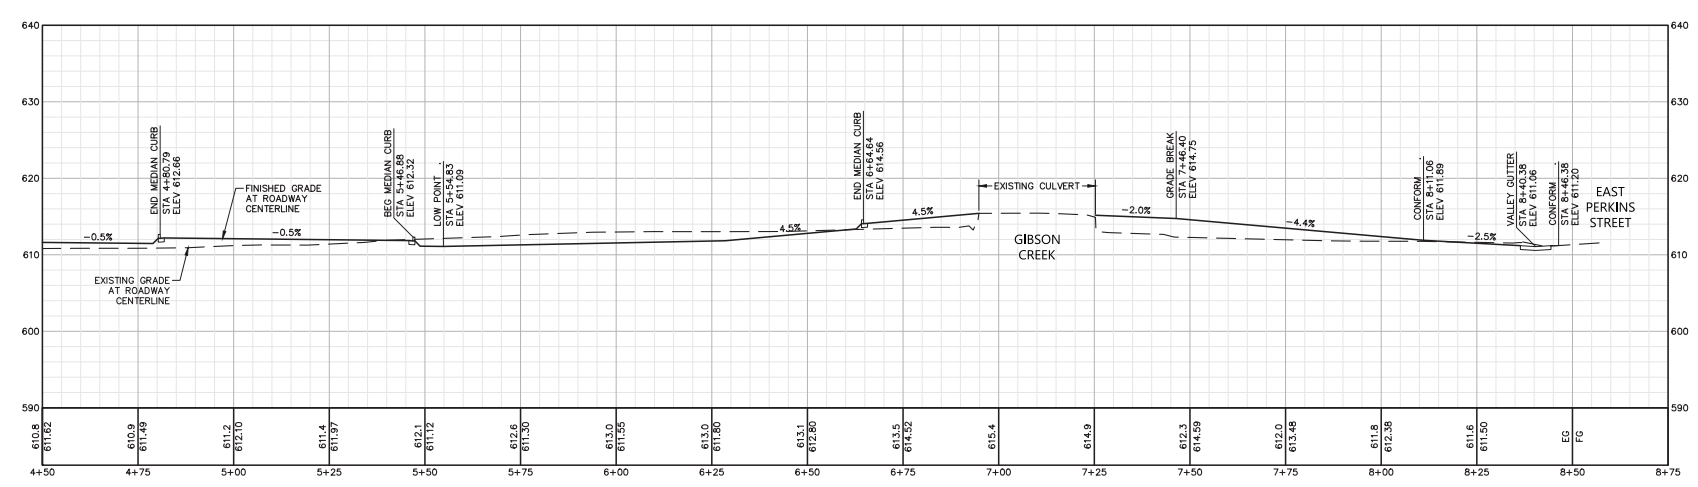 640
630
620
610
600
590
640
630
620
610
600
590
END MEDIAN CURB
STA 4+80.79
ELEV 612.66
BEG MEDIAN CURB
STA 5+46.88
ELEV 612.32
LOW POINT
STA 5+54.83
ELEV 611.09
END MEDIAN CURB
STA 6+64.64
ELEV 614.56
GRADE BREAK
STA 7+46.40
ELEV 614.75
CONFORM
STA 8+11.06
ELEV 611.89
VALLEY GUTTER
STA 8+40.38
ELEV 611.06
CONFORM
STA 8+46.38
ELEV 611.20
EAST
PERKINS
STREET
FINISHED GRADE
AT ROADWAY
CENTERLINE
EXISTING CULVERT
-0.5%
-0.5%
4.5%
4.5%
-2.0%
-4.4%
-2.5%
GIBSON
CREEK
EXISTING GRADE
AT ROADWAY
CENTERLINE
610.8
611.62
610.9
611.49
611.2
612.10
611.4
611.97
612.1
611.12
612.6
611.30
613.0
611.55
613.0
611.80
613.1
612.80
613.5
614.52
615.4
614.9
612.3
614.59
612.0
613.48
611.8
612.38
611.6
611.50
EG
FG
4+50 4+75 5+00 5+25 5+50 5+75 6+00 6+25 6+50 6+75 7+00 7+25 7+50 7+75 8+00 8+25 8+50 8+75